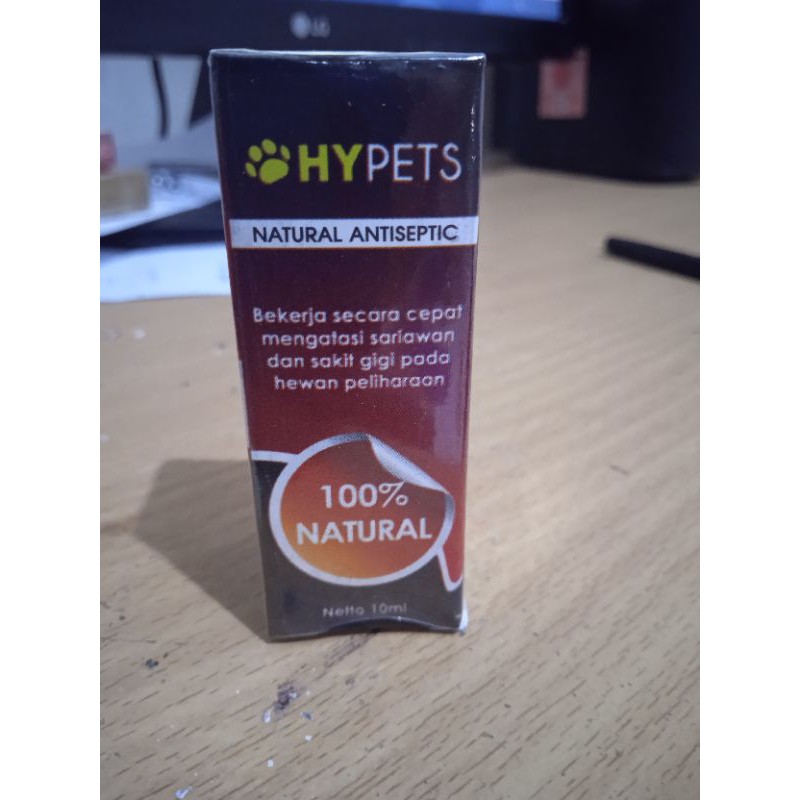 LG
HYPETS
NATURAL ANTISEPTIC
Bekerja secara cepat
mengatasi sariawan
dan sakit gigi pada
hewan peliharaan
100%
NATURAL
Netto 10ml